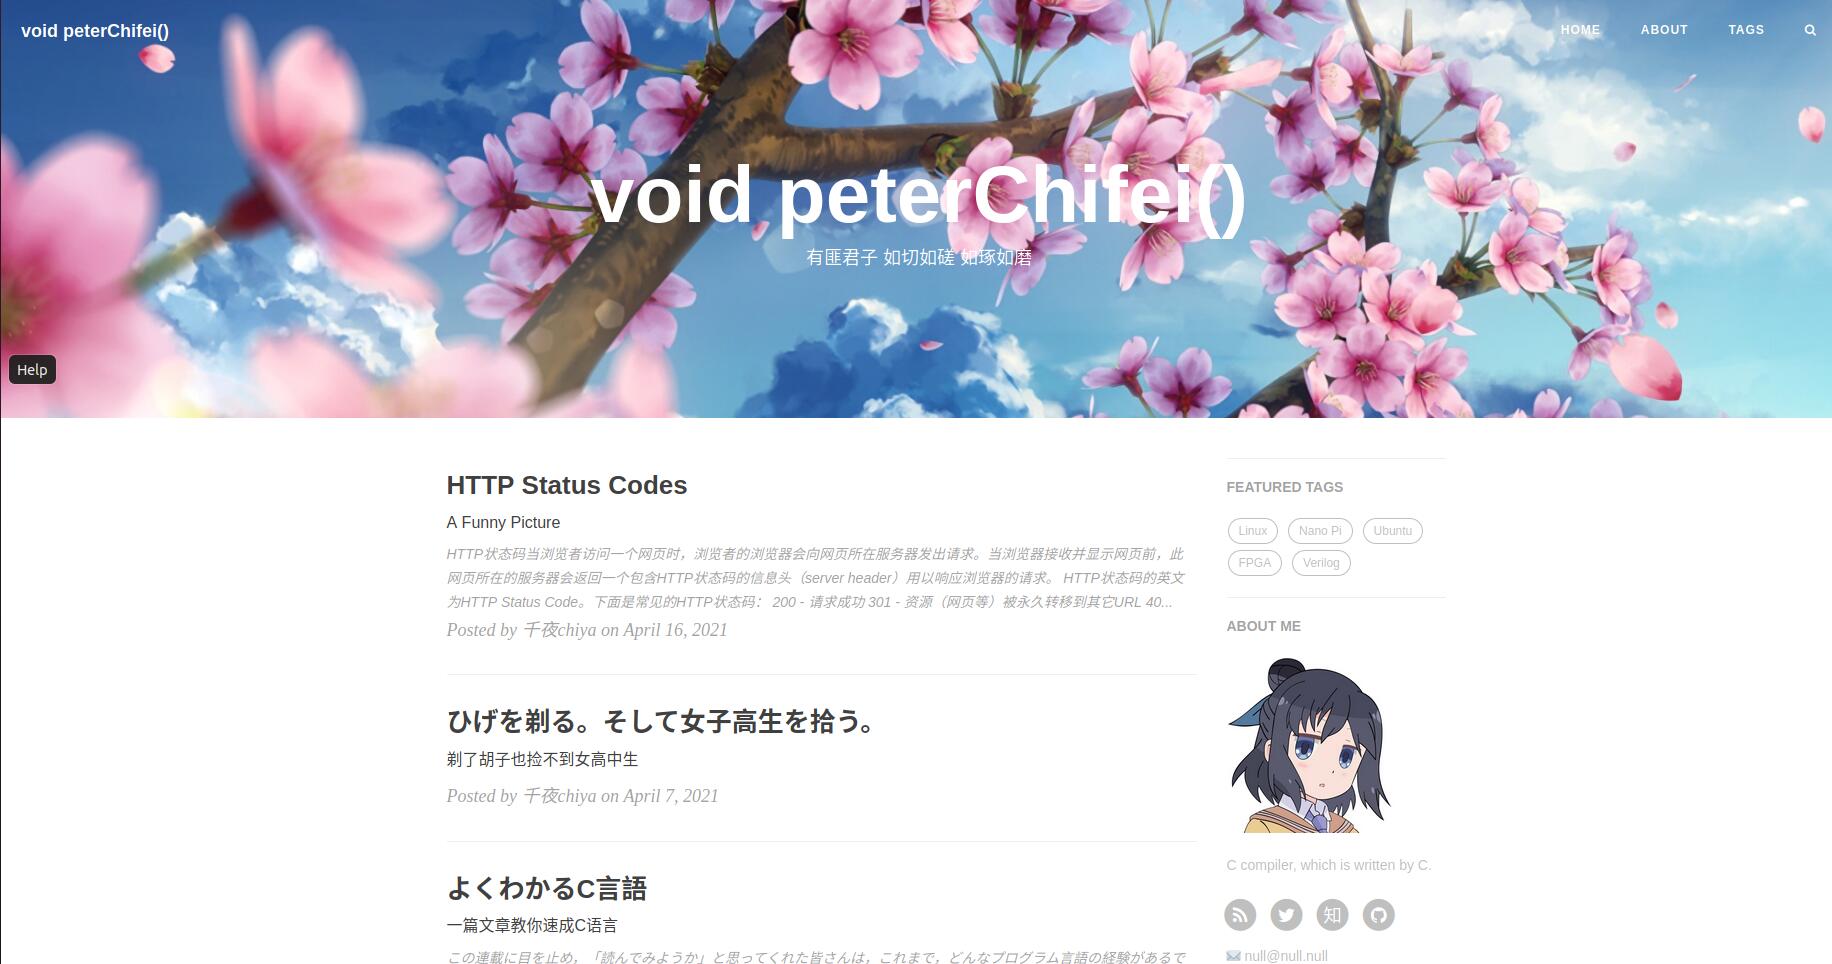 void peterChifei()
HOME ABOUT TAGS
void peterChifei()
有匪君子 如切如磋 如琢如磨
Help
HTTP Status Codes
A Funny Picture
HTTP状态码当浏览者访问一个网页时，浏览者的浏览器会向网页所在服务器发出请求。当浏览器接收并显示网页前，此
网页所在的服务器会返回一个包含HTTP状态码的信息头（server header）用以响应浏览器的请求。 HTTP状态码的英文
为HTTP Status Code。下面是常见的HTTP状态码： 200 - 请求成功 301 - 资源（网页等）被永久转移到其它URL 40...
Posted by 千夜chiya on April 16, 2021
ひげを剃る。そして女子高生を拾う。
剃了胡子也捡不到女高中生
Posted by 千夜chiya on April 7, 2021
よくわかるC言語
一篇文章教你速成C语言
この連載に目を止め，「読んでみようか」と思ってくれた皆さんは，これまで，どんなプログラム言語の経験があるで
FEATURED TAGS
Linux Nano Pi Ubuntu
FPGA Verilog
ABOUT ME
C compiler, which is written by C.
知
null@null.null